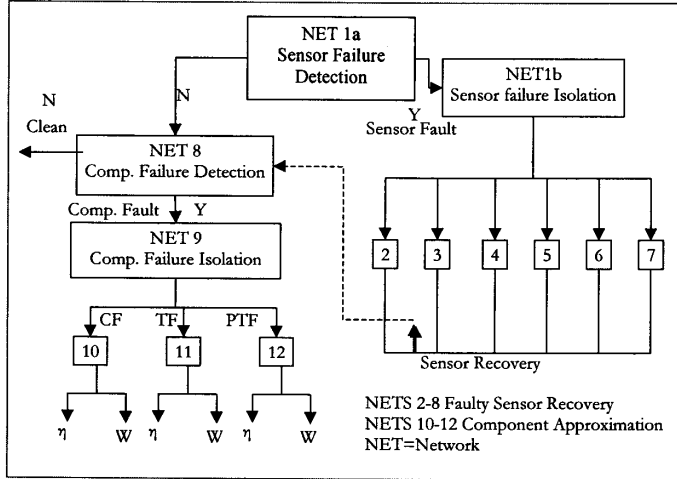 NET 1a
Sensor Failure
Detection
NET1b
Sensor failure Isolation
N
Clean
N
Y
Sensor Fault
NET 8
Comp. Failure Detection
Comp. Fault Y
NET 9
Comp. Failure Isolation
2 3 4 5 6 7
CF TF PTF
10 11 12
Sensor Recovery
η W η W η W
NETS 2-8 Faulty Sensor Recovery
NETS 10-12 Component Approximation
NET=Network